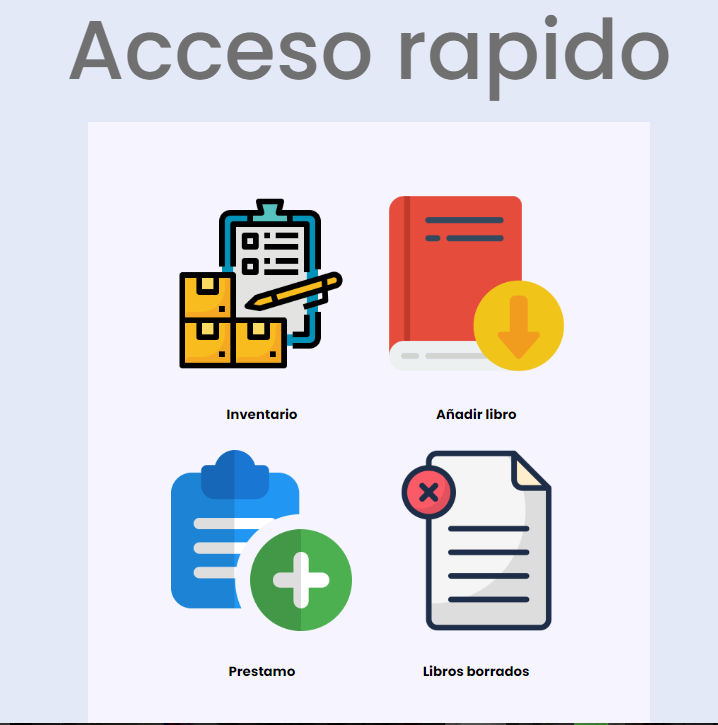 Acceso rapido
Inventario
Añadir libro
Prestamo
Libros borrados